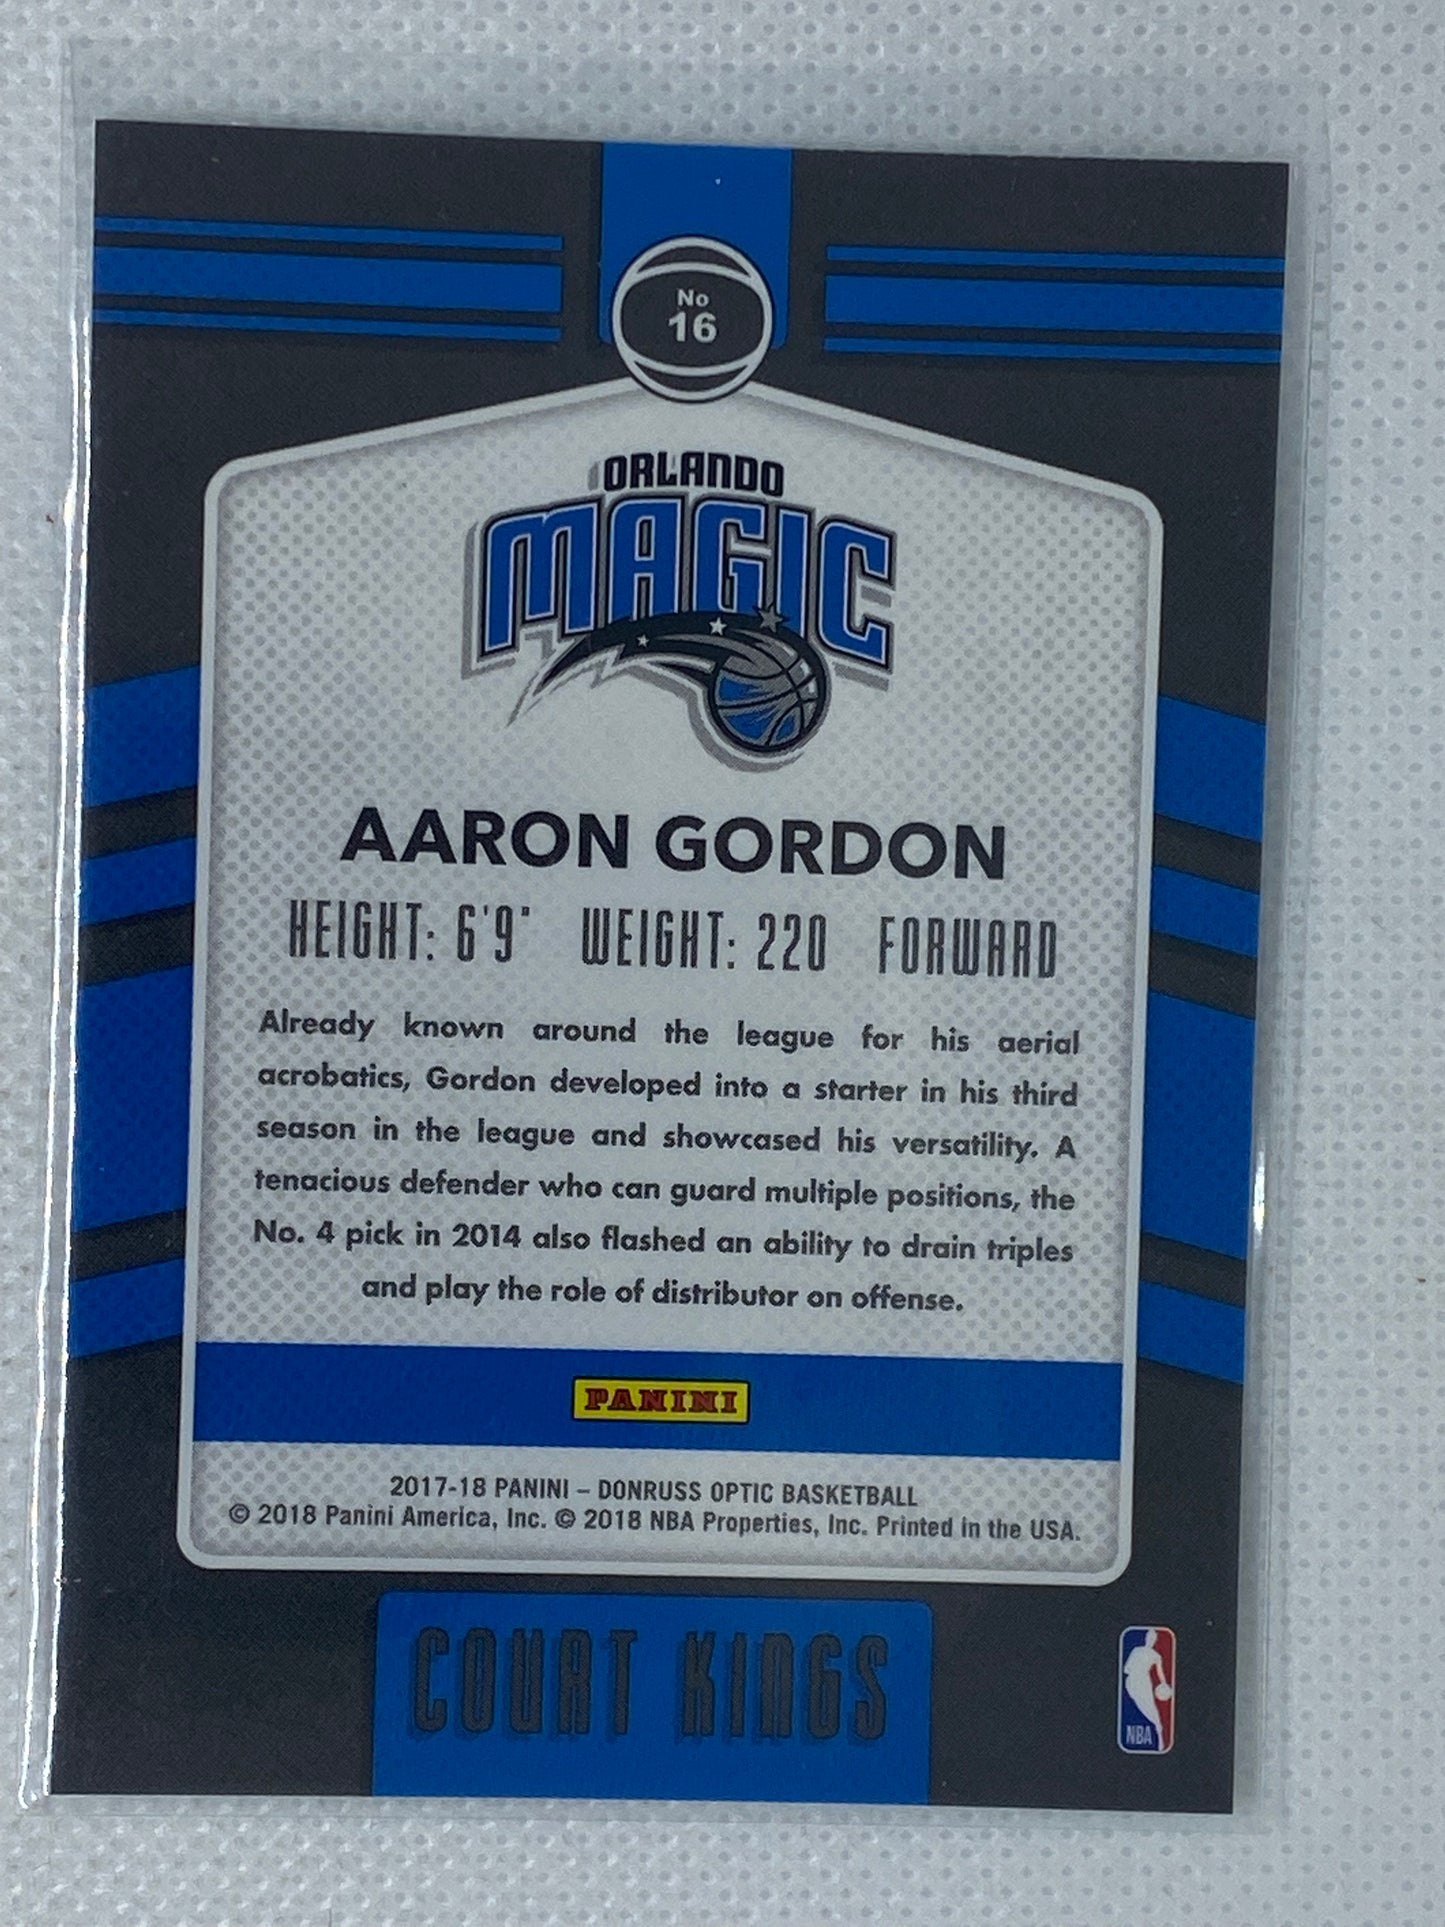 No
16
ORLANDO
MAGIC
AARON GORDON
HEIGHT: 6'9" WEIGHT: 220 FORWARD
Already known around the league for his aerial
acrobatics, Gordon developed into a starter in his third
season in the league and showcased his versatility. A
tenacious defender who can guard multiple positions, the
No. 4 pick in 2014 also flashed an ability to drain triples
and play the role of distributor on offense.
PANINI
2017-18 PANINI – DONRUSS OPTIC BASKETBALL
© 2018 Panini America, Inc. © 2018 NBA Properties, Inc. Printed in the USA.
COURT KINGS
NBA